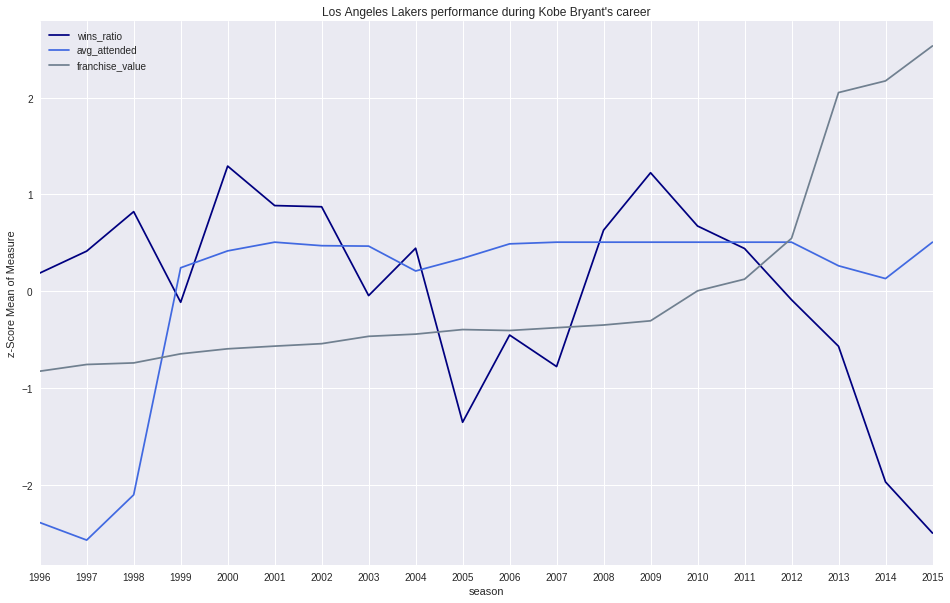 Los Angeles Lakers performance during Kobe Bryant's career
wins_ratio
avg_attended
franchise_value
z-Score Mean of Measure
2
1
0
−1
−2
1996 1997 1998 1999 2000 2001 2002 2003 2004 2005 2006 2007 2008 2009 2010 2011 2012 2013 2014 2015
season